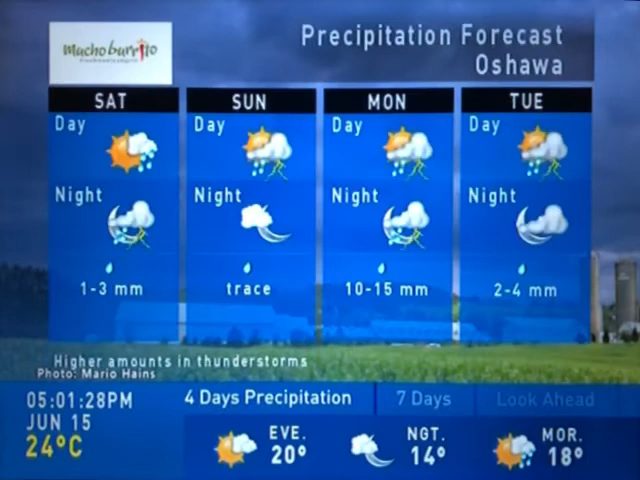 mucho burrito
Precipitation Forecast
Oshawa
SAT
SUN
MON
TUE
Day
Day
Day
Day
Night
Night
Night
Night
1-3 mm
trace
10-15 mm
2-4 mm
Higher amounts in thunderstorms
Photo: Mario Hains
05:01:28PM
JUN 15
24°C
4 Days Precipitation
7 Days
Look Ahead
EVE.
20°
NGT.
14°
MOR.
18°